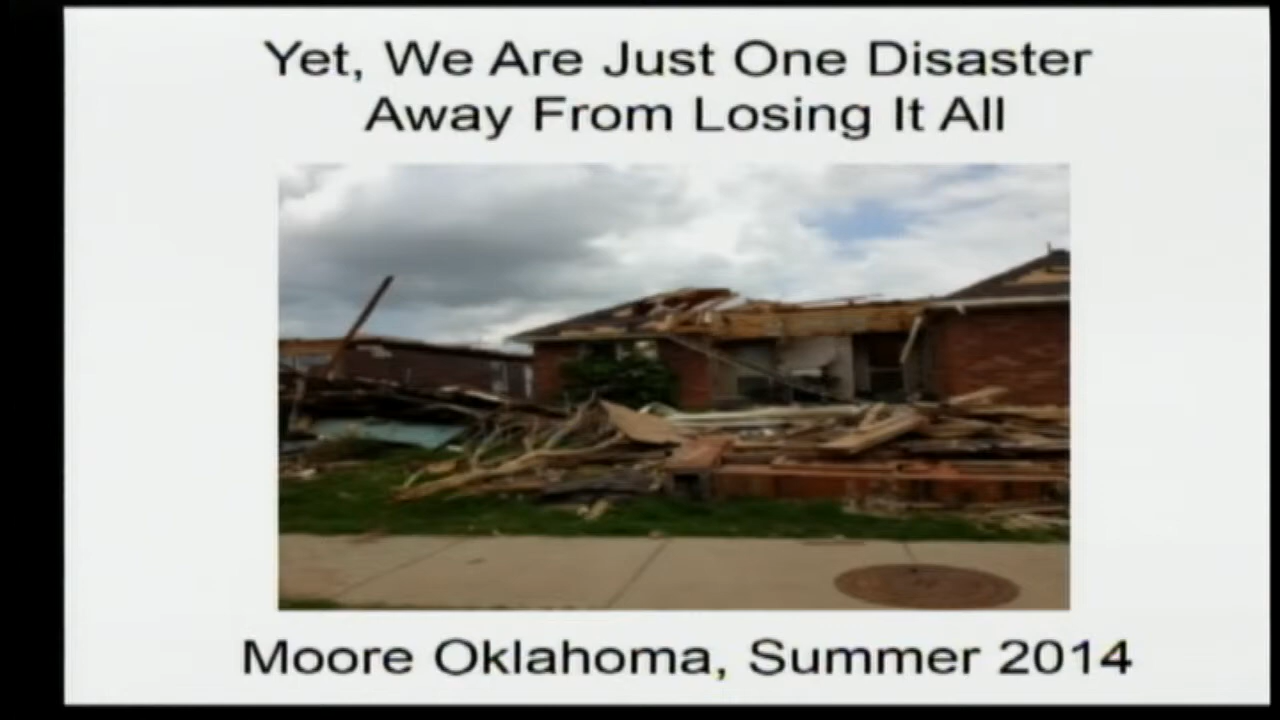 Yet, We Are Just One Disaster
Away From Losing It All
Moore Oklahoma, Summer 2014